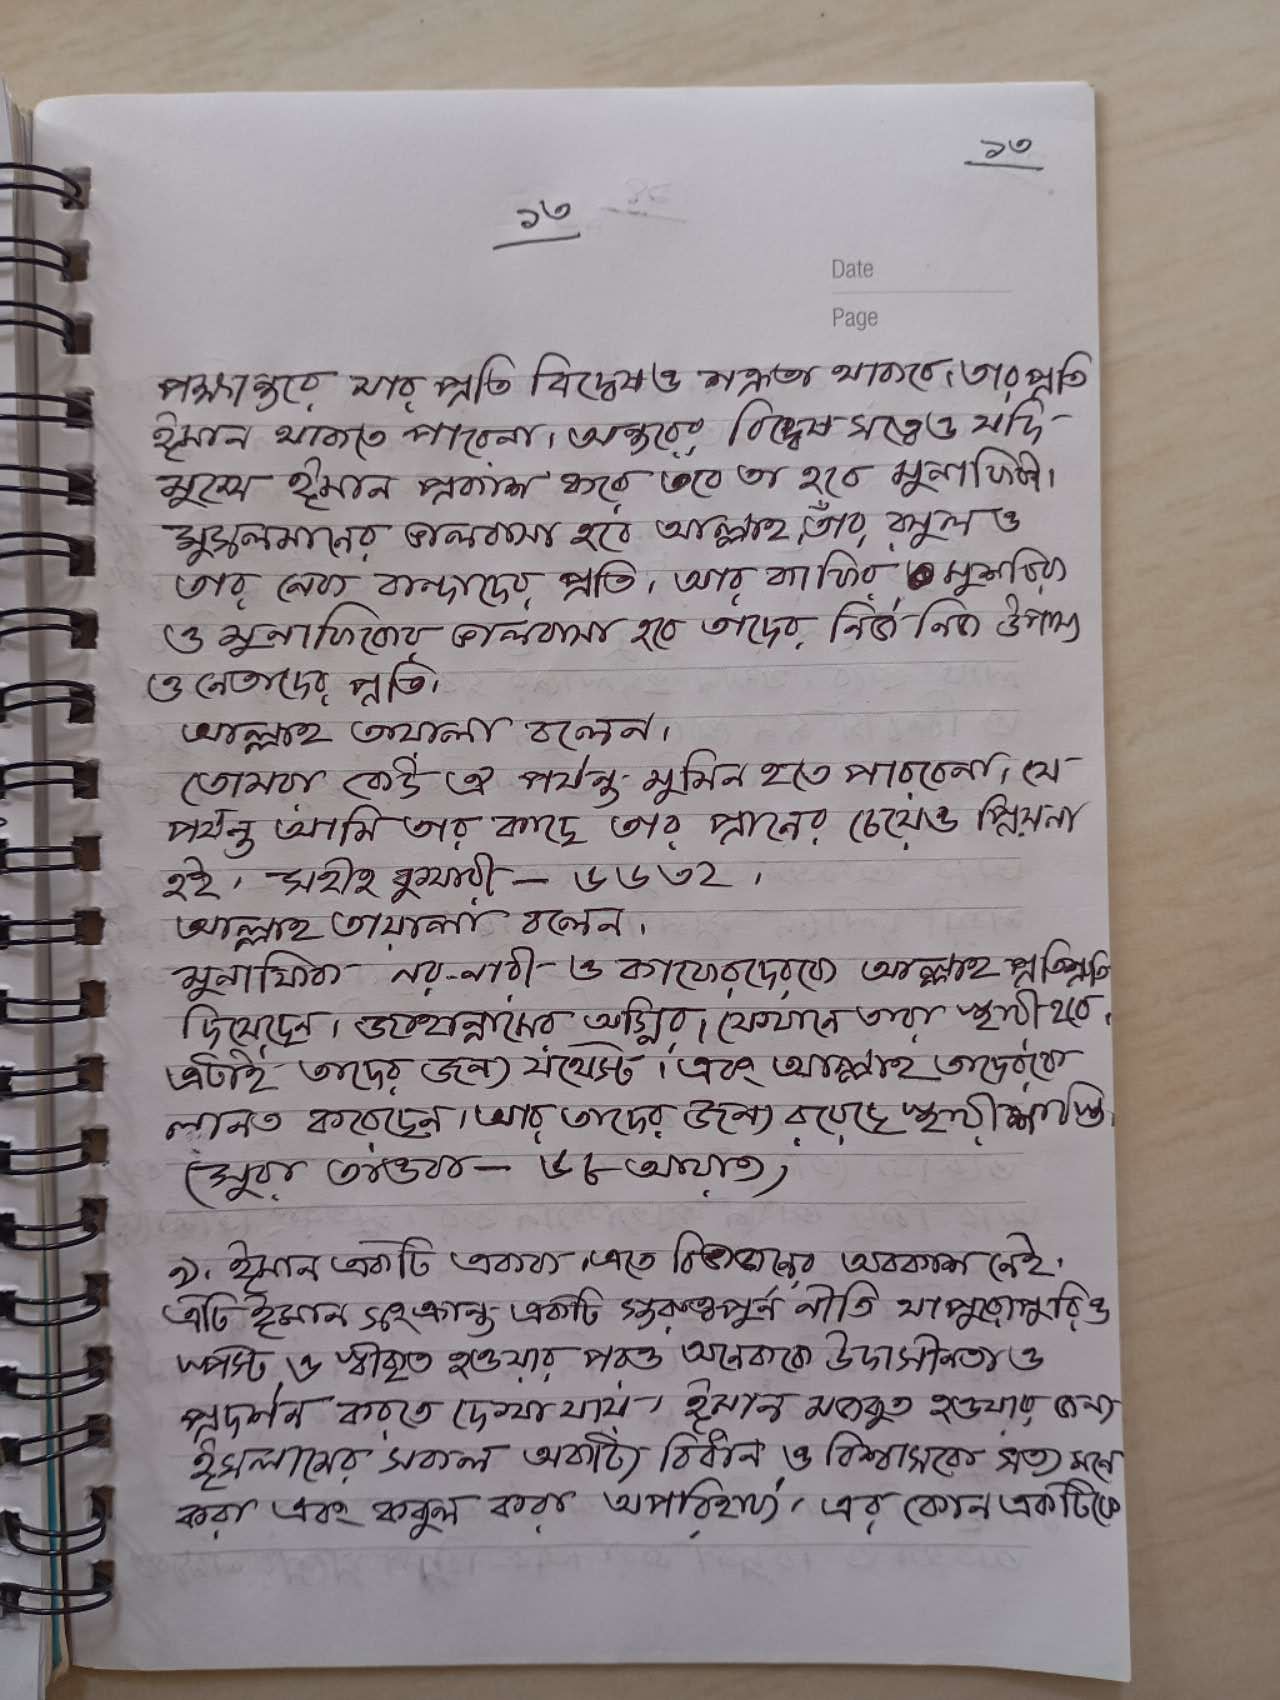 ১৩
১৩
Date
Page
পক্ষান্তরে যার প্রতি বিদ্বেষ ও শত্রুতা থাকবে, তার প্রতি
ঈমান থাকতে পারেনা। অন্তরের বিদ্বেষ সত্বেও যদি
মুখে ঈমান প্রকাশ করে তবে তা হবে মুনাফিকী।
মুসলমানের ভালবাসা হবে আল্লাহ, তাঁর রসুল ও
তার নেক বান্দাদের প্রতি। আর কাফির, মুশরিক
ও মুনাফিকের ভালবাসা হবে তাদের নিজ নিজ উপাস্য
ও নেতাদের প্রতি।
আল্লাহ তায়ালা বলেন।
তোমরা কেউ ঐ পর্যন্ত মুমিন হতে পারবেনা। যে
পর্যন্ত আমি তার কাছে তার প্রানের চেয়েও প্রিয়না
হই। সহীহ বুখারী – ৬৬৩২।
আল্লাহ তায়ালা বলেন।
মুনাফিক নর-নারী ও কাফেরদেরকে আল্লাহ প্রতিশ্রুতি
দিয়েছেন। জাহান্নামের অগ্নির, যেখানে তারা স্থায়ী হবে।
এটাই তাদের জন্য যথেস্ট। এবং আল্লাহ তাদেরকে
লানত করেছেন। আর তাদের জন্য রয়েছে স্থায়ী শাস্তি।
(সুরা তাওবা – ৬৮ আয়াত)
৯। ঈমান একটি একক। এতে বিভাজনের অবকাশ নেই।
এটি ঈমান সংক্রান্ত একটি গুরুত্বপূর্ন নীতি যা পুরোপুরি ও
স্পস্ট ও স্বীকৃত হওয়ার পরও অনেককে উদাসীনতা ও
প্রদর্শন করতে দেখা যায়। ঈমান মজবুত হওয়ার জন্য
ইসলামের সকল অকাট্য বিধান ও বিশ্বাসকে সত্য মনে
করা এবং কবুল করা অপরিহার্য। এর কোন একটিকে